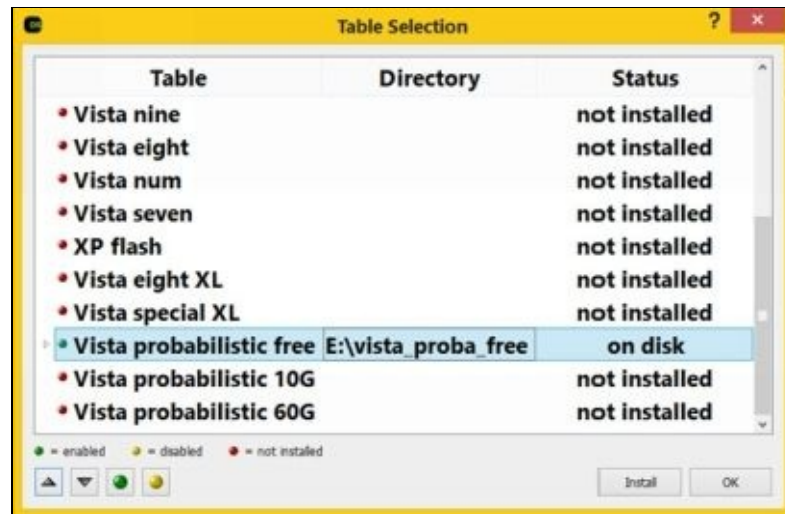 Table Selection ? ×
Table Directory Status
Vista nine not installed
Vista eight not installed
Vista num not installed
Vista seven not installed
XP flash not installed
Vista eight XL not installed
Vista special XL not installed
Vista probabilistic free E:\vista_proba_free on disk
Vista probabilistic 10G not installed
Vista probabilistic 60G not installed
= enabled = disabled = not installed
Install OK